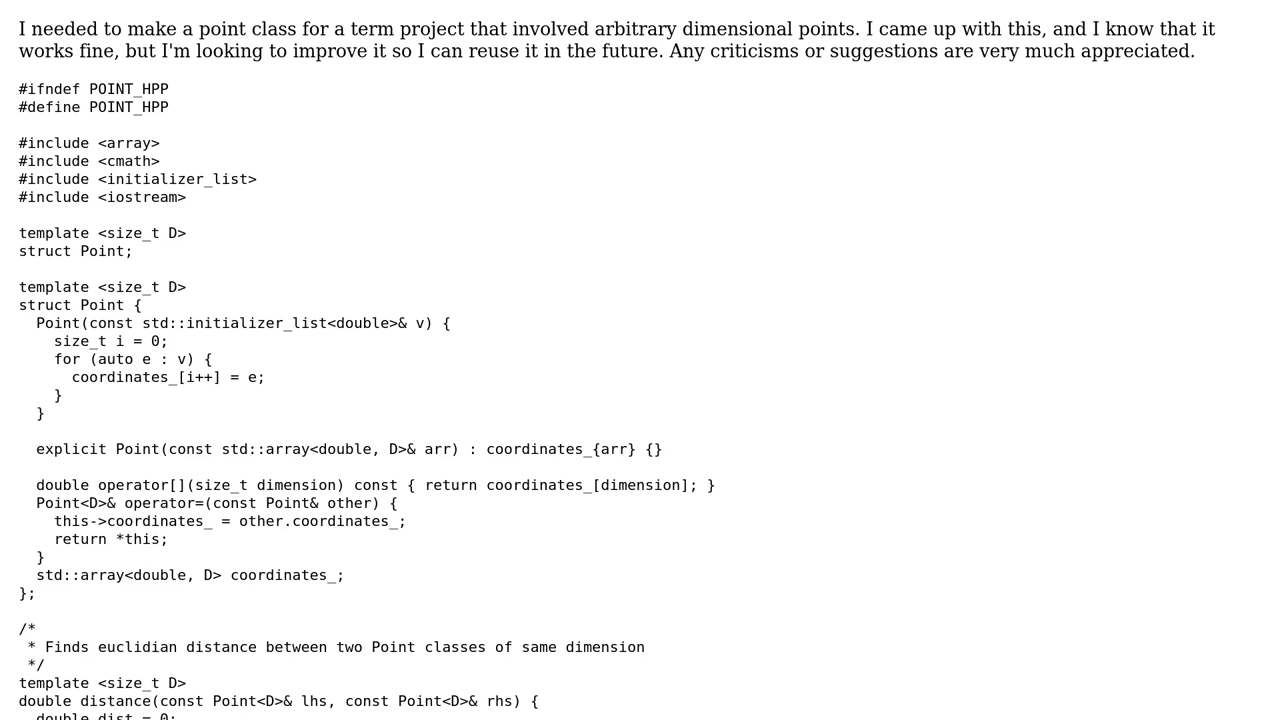 I needed to make a point class for a term project that involved arbitrary dimensional points. I came up with this, and I know that it
works fine, but I'm looking to improve it so I can reuse it in the future. Any criticisms or suggestions are very much appreciated.
#ifndef POINT_HPP
#define POINT_HPP
#include <array>
#include <cmath>
#include <initializer_list>
#include <iostream>
template <size_t D>
struct Point;
template <size_t D>
struct Point {
  Point(const std::initializer_list<double>& v) {
    size_t i = 0;
    for (auto e : v) {
      coordinates_[i++] = e;
    }
  }
  explicit Point(const std::array<double, D>& arr) : coordinates_{arr} {}
  double operator[](size_t dimension) const { return coordinates_[dimension]; }
  Point<D>& operator=(const Point& other) {
    this->coordinates_ = other.coordinates_;
    return *this;
  }
  std::array<double, D> coordinates_;
};
/*
 * Finds euclidian distance between two Point classes of same dimension
 */
template <size_t D>
double distance(const Point<D>& lhs, const Point<D>& rhs) {
  double dist = 0;